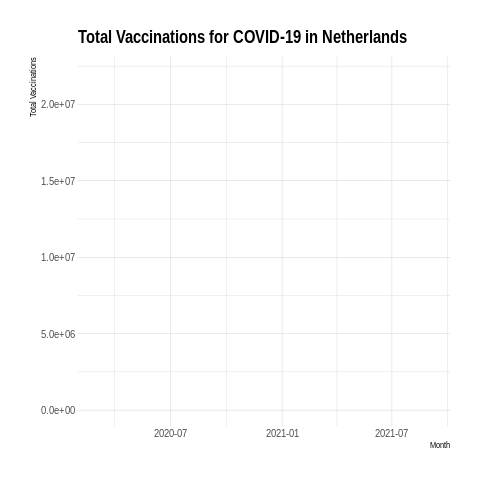 Total Vaccinations for COVID-19 in Netherlands
Total Vaccinations
2.0e+07
1.5e+07
1.0e+07
5.0e+06
0.0e+00
2020-07 2021-01 2021-07
Month